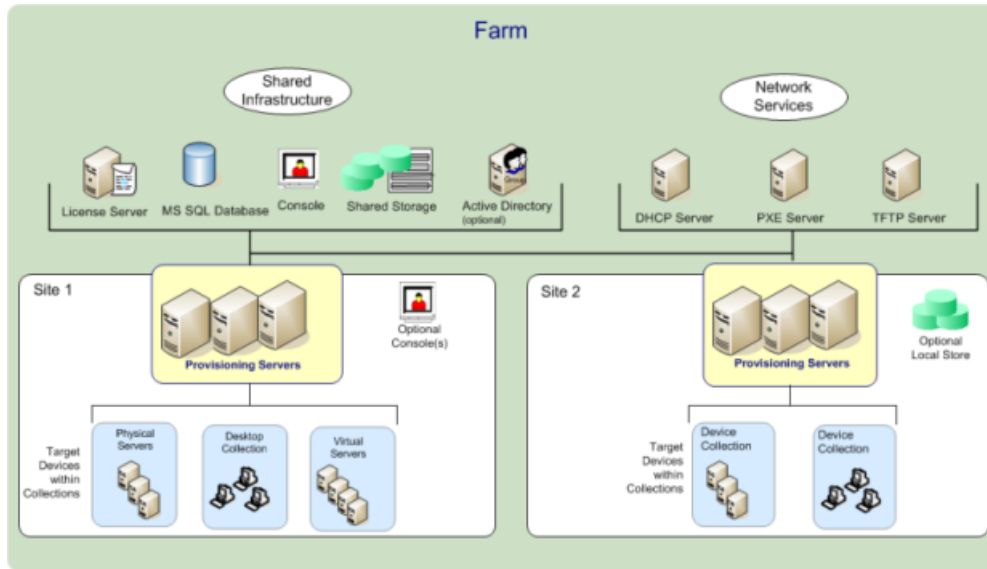 Farm
Shared
Infrastructure
Network
Services
License Server
MS SQL Database
Console
Shared Storage
Group
Active Directory
(optional)
DHCP Server
PXE Server
TFTP Server
Site 1
Provisioning Servers
Optional
Console(s)
Target
Devices
within
Collections
Physical
Servers
Desktop
Collection
Virtual
Servers
Site 2
Provisioning Servers
Optional
Local Store
Target
Devices
within
Collections
Device
Collection
Device
Collection